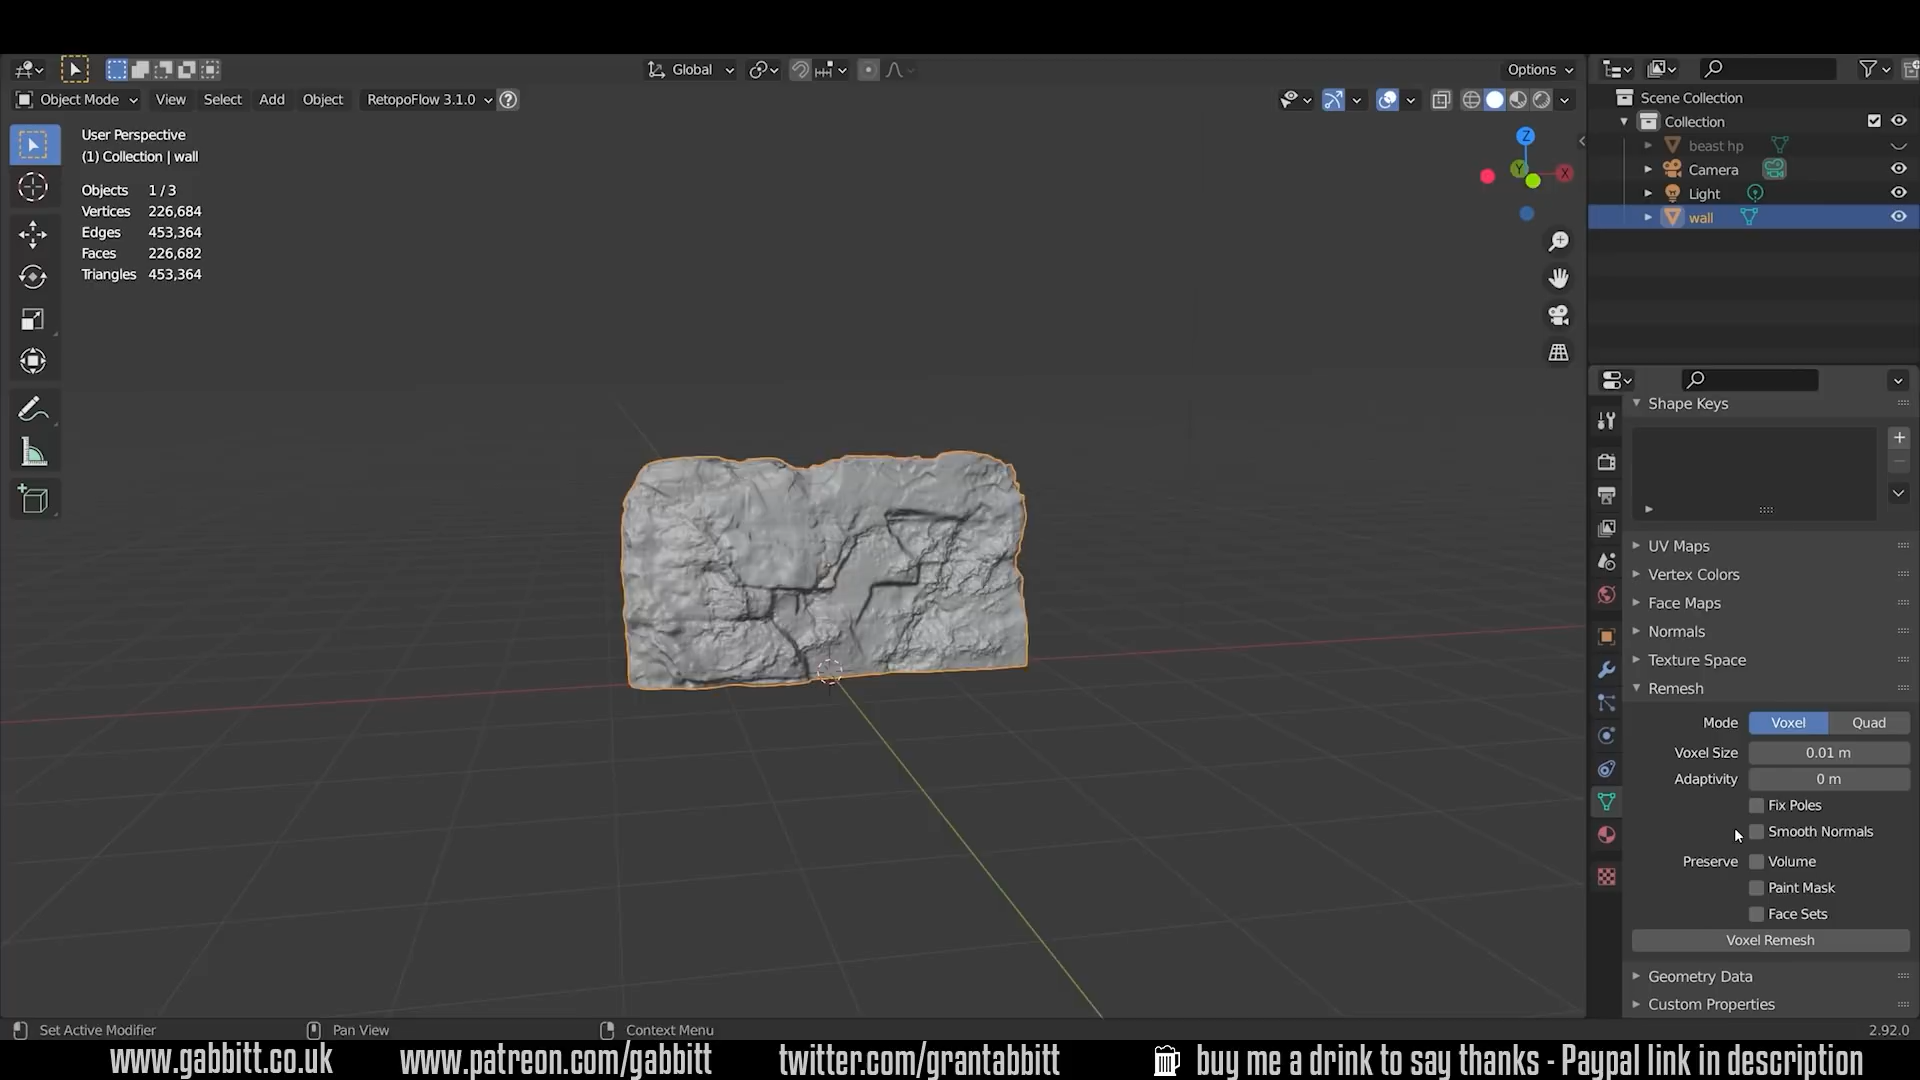 Global
Options
Object Mode
View
Select
Add
Object
RetopoFlow 3.1.0
User Perspective
(1) Collection | wall
Objects 1 / 3
Vertices 226,684
Edges 453,364
Faces 226,682
Triangles 453,364
Z
Y
X
Scene Collection
Collection
beast hp
Camera
Light
wall
Shape Keys
UV Maps
Vertex Colors
Face Maps
Normals
Texture Space
Remesh
Mode Voxel Quad
Voxel Size 0.01 m
Adaptivity 0 m
Fix Poles
Smooth Normals
Preserve Volume
Paint Mask
Face Sets
Voxel Remesh
Geometry Data
Custom Properties
Set Active Modifier
Pan View
Context Menu
2.92.0
www.gabbitt.co.uk
www.patreon.com/gabbitt
twitter.com/grantabbitt
buy me a drink to say thanks - Paypal link in description